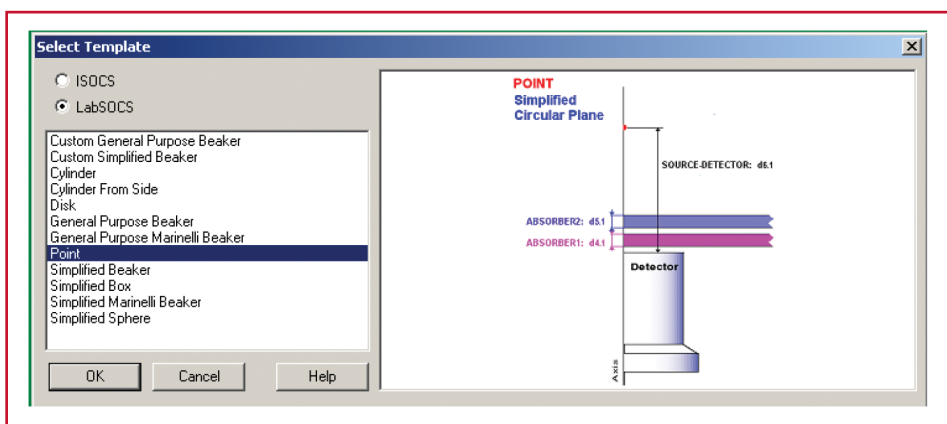 Select Template
ISOCS
LabSOCS
Custom General Purpose Beaker
Custom Simplified Beaker
Cylinder
Cylinder From Side
Disk
General Purpose Beaker
General Purpose Marinelli Beaker
Point
Simplified Beaker
Simplified Box
Simplified Marinelli Beaker
Simplified Sphere
OK Cancel Help
POINT
Simplified
Circular Plane
SOURCE-DETECTOR: d6.1
ABSORBER2: d5.1
ABSORBER1: d4.1
Detector
Axis